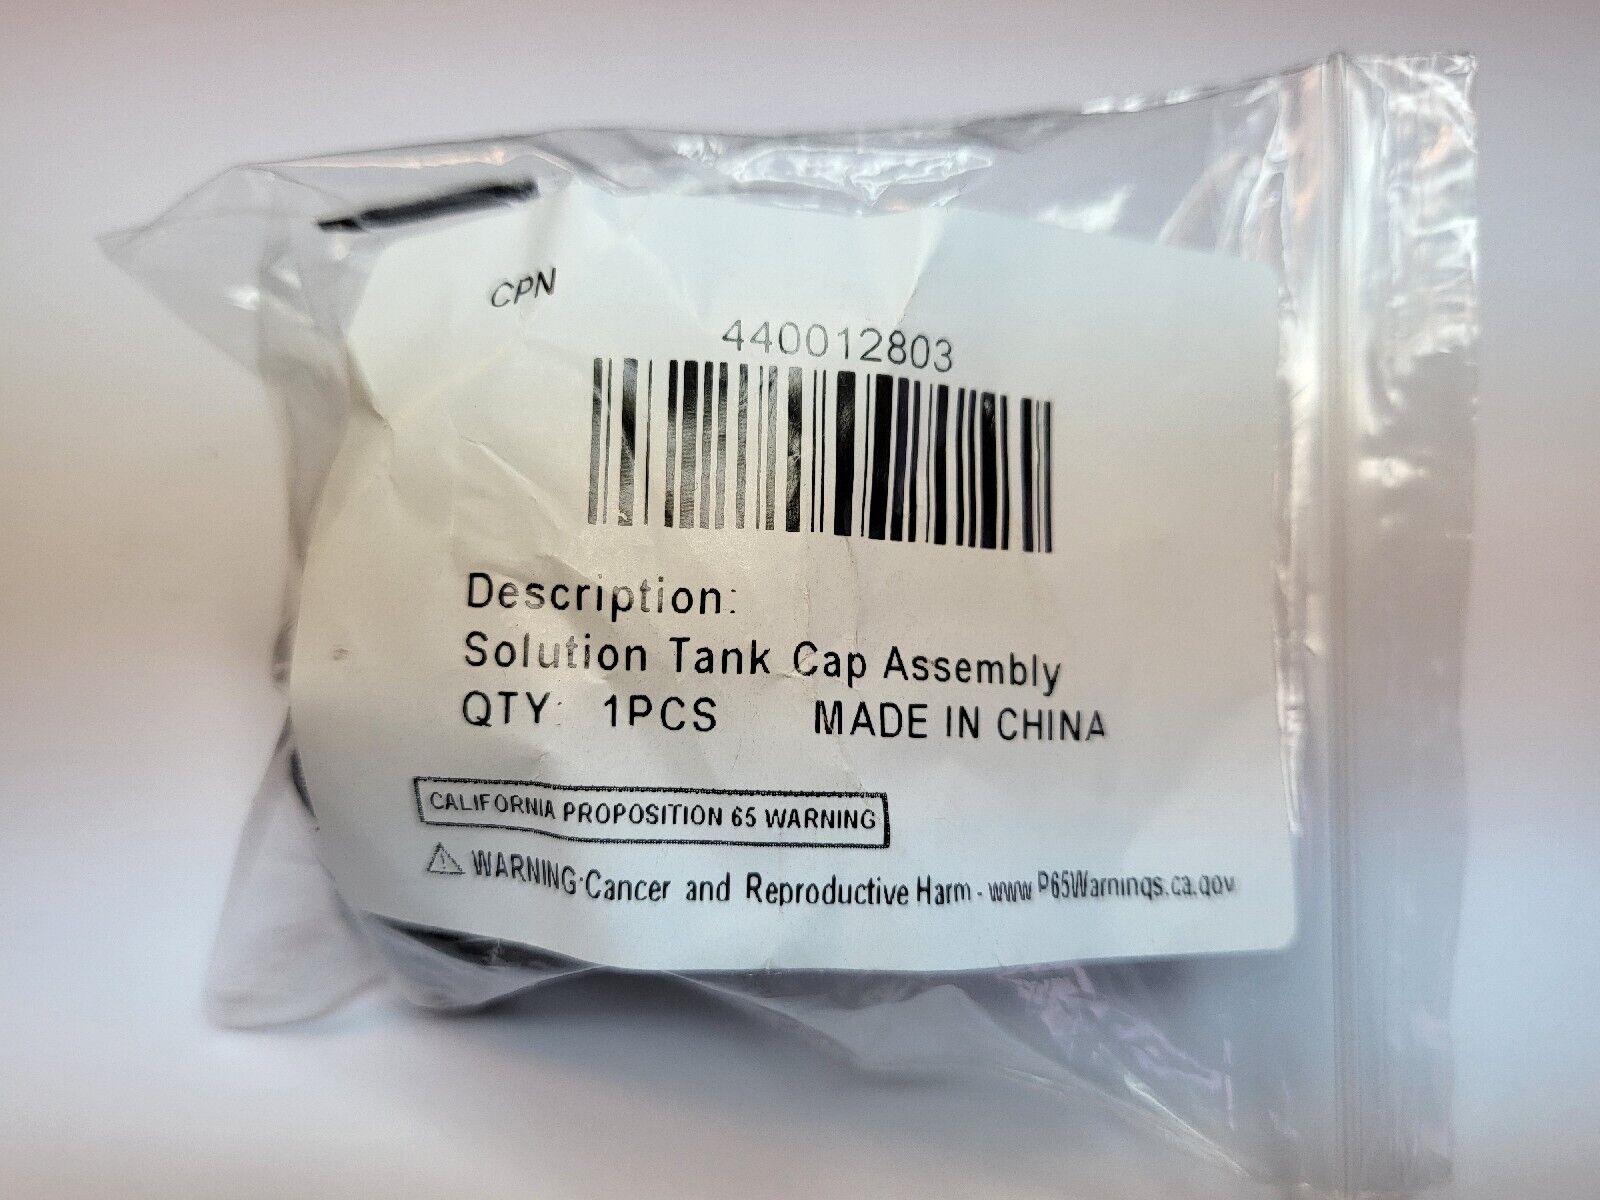 CPN
440012803
Description:
Solution Tank Cap Assembly
QTY: 1PCS MADE IN CHINA
CALIFORNIA PROPOSITION 65 WARNING
⚠ WARNING:Cancer and Reproductive Harm - www.P65Warnings.ca.gov